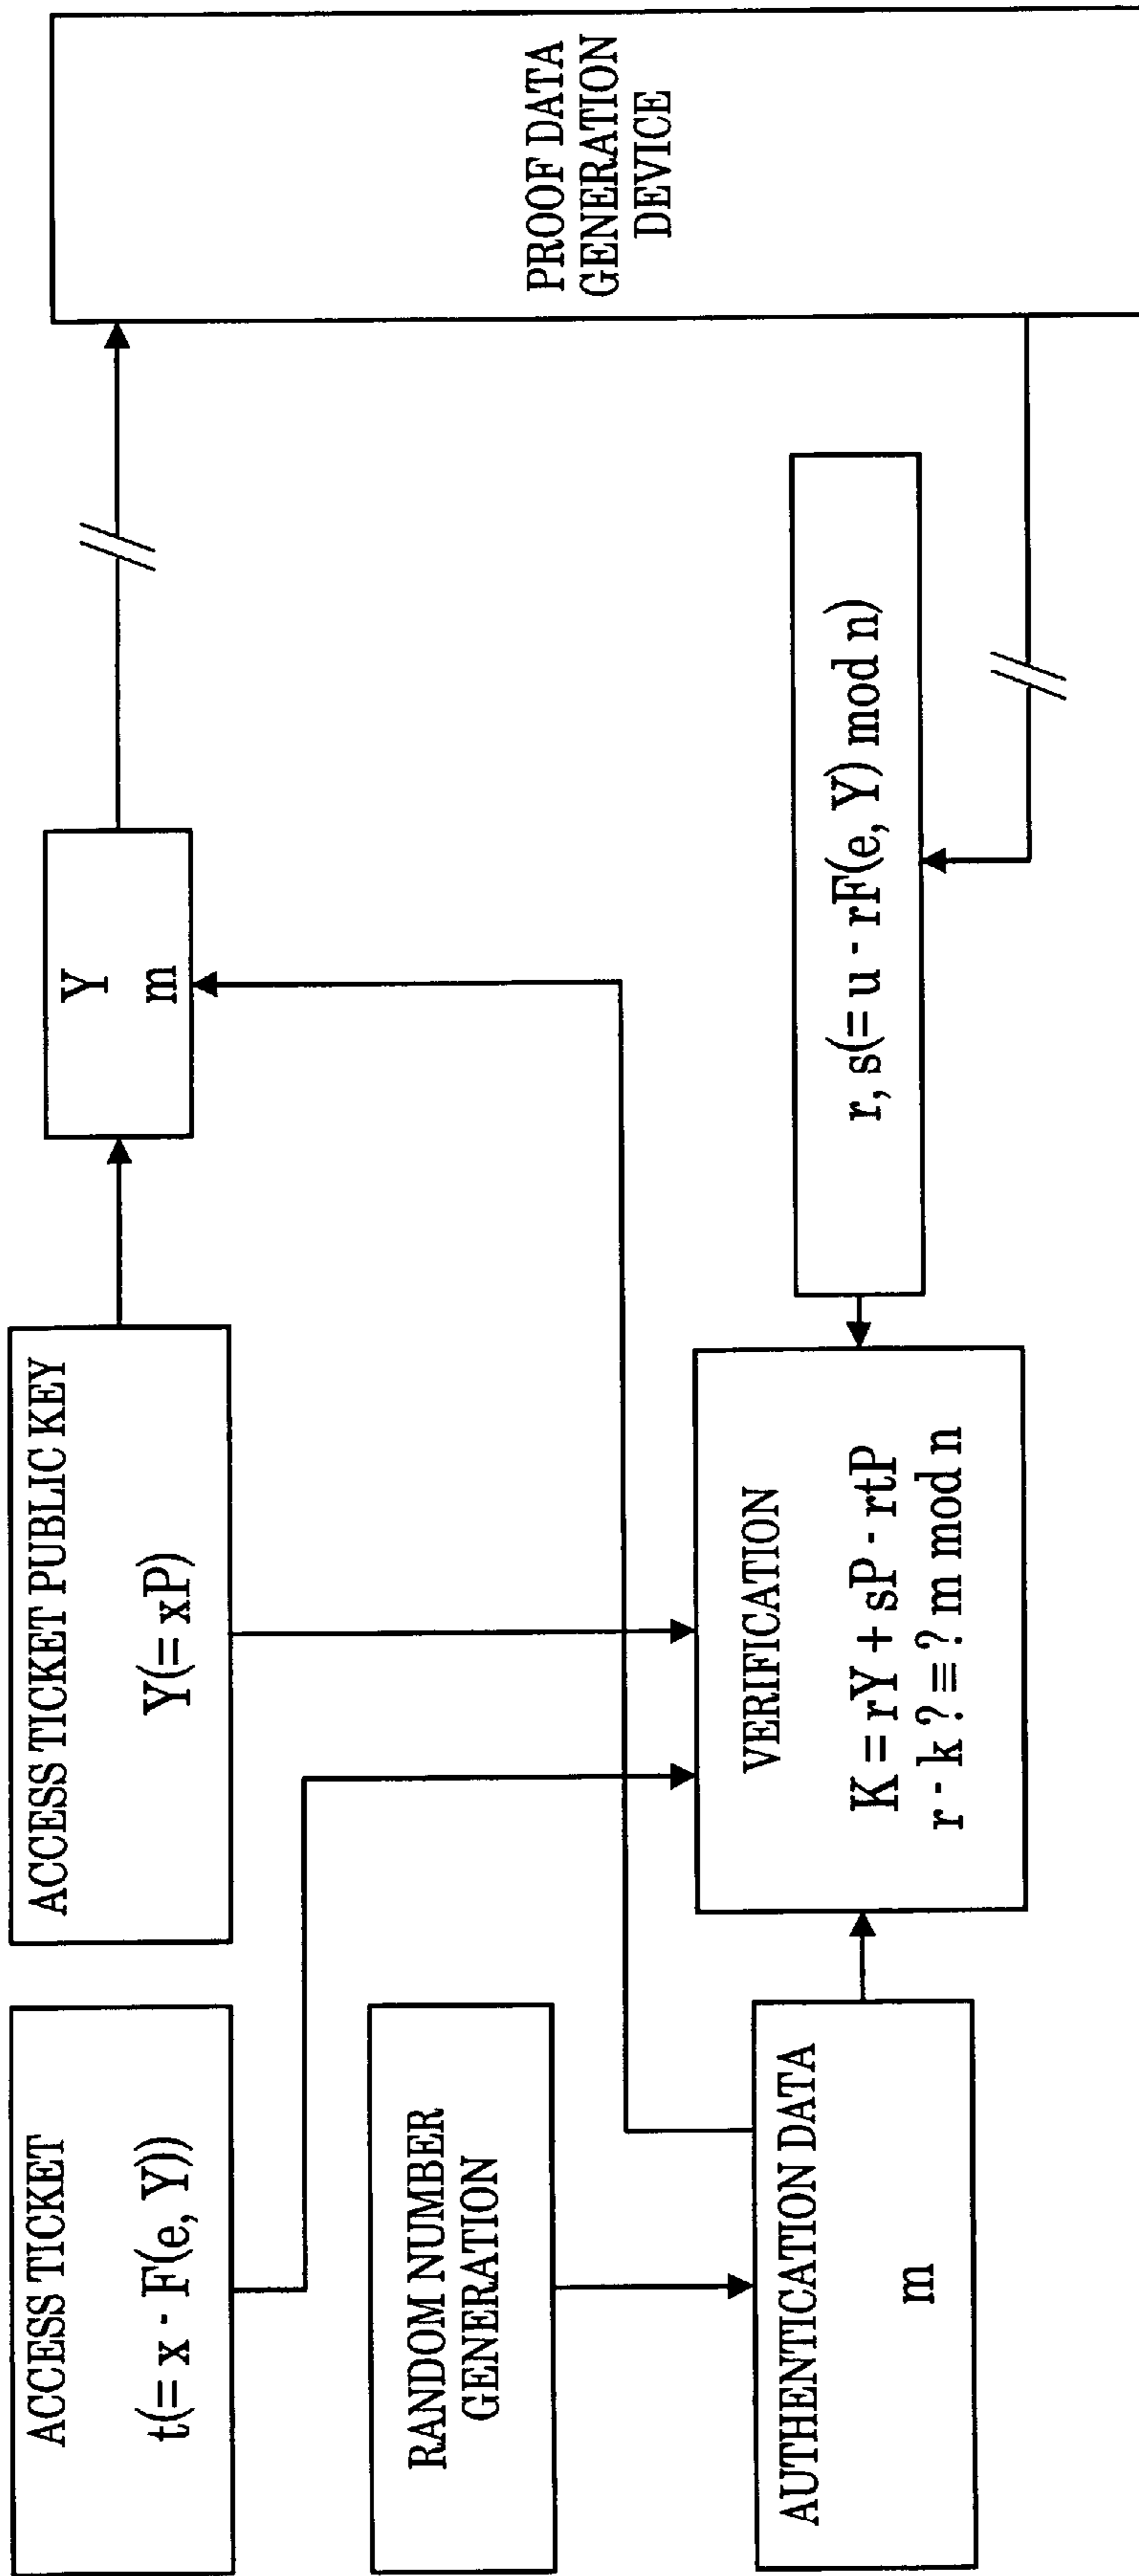 ACCESS TICKET
t(= x - F(e, Y))
ACCESS TICKET PUBLIC KEY
Y(= xP)
Y
m
PROOF DATA
GENERATION
DEVICE
RANDOM NUMBER
GENERATION
AUTHENTICATION DATA
m
VERIFICATION
K = rY + sP - rtP
r - k ? ≡ ? m mod n
r, s(= u - rF(e, Y) mod n)